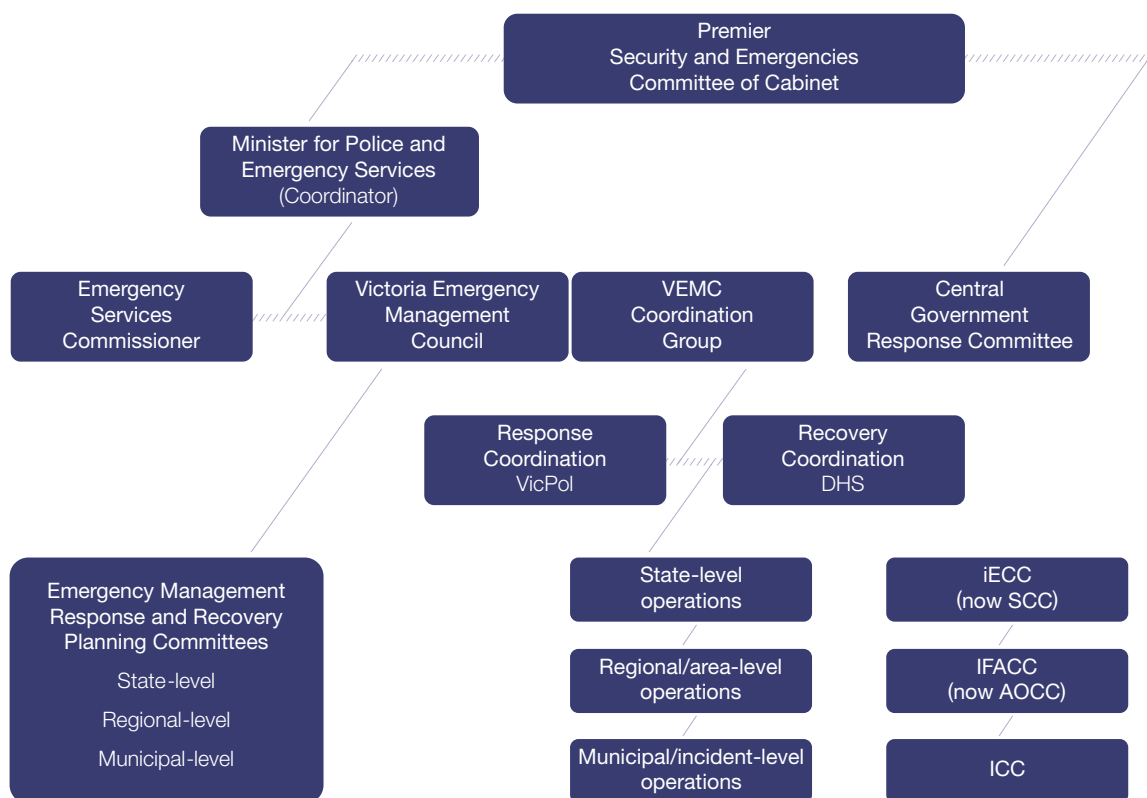 Premier
Security and Emergencies
Committee of Cabinet
Minister for Police and
Emergency Services
(Coordinator)
Emergency
Services
Commissioner
Victoria Emergency
Management
Council
VEMC
Coordination
Group
Central
Government
Response Committee
Response
Coordination
VicPol
Recovery
Coordination
DHS
Emergency Management
Response and Recovery
Planning Committees
State-level
Regional-level
Municipal-level
State-level
operations
iECC
(now SCC)
Regional/area-level
operations
IFACC
(now AOCC)
Municipal/incident-level
operations
ICC